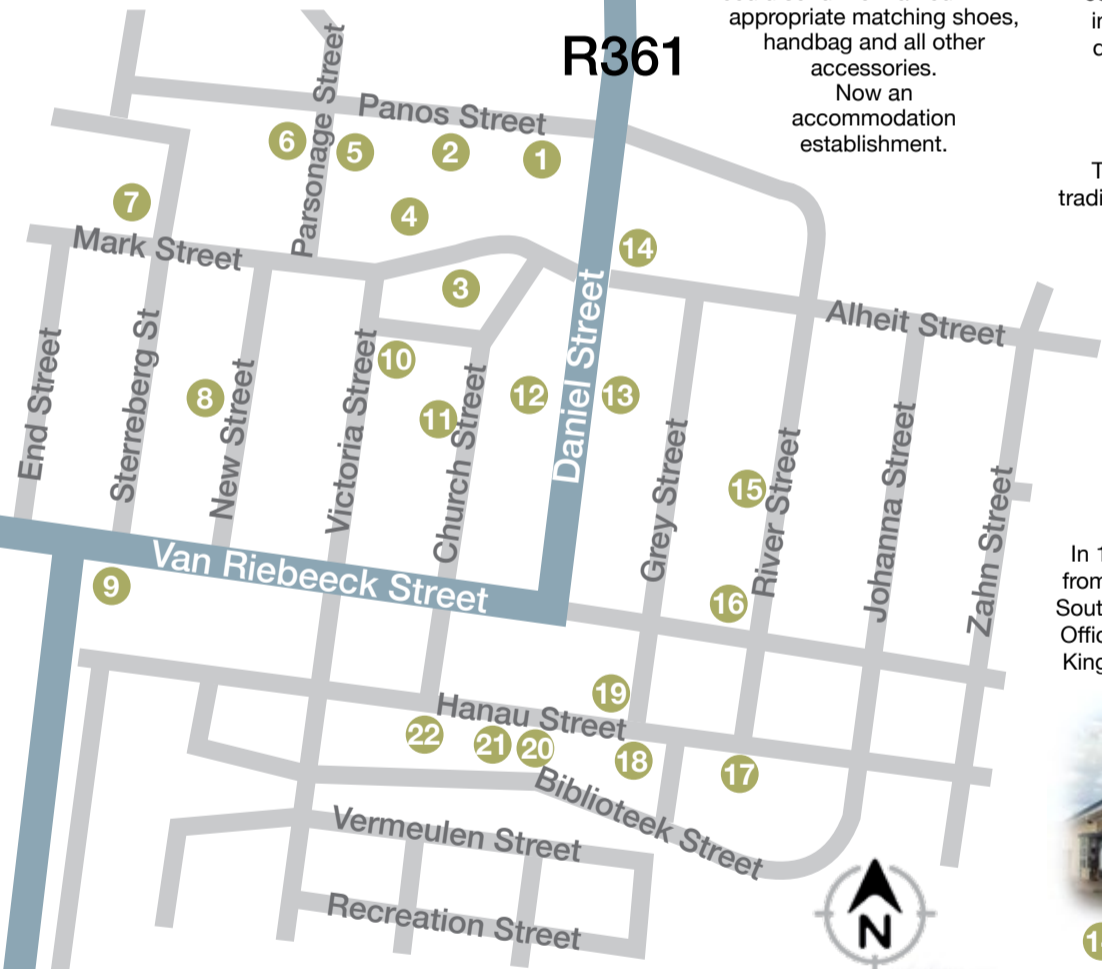 appropriate matching shoes,
handbag and all other
accessories.
Now an
accommodation
establishment.
R361
Panos Street
Parsonage Street
6
5
2
1
7
4
14
Mark Street
3
Alheit Street
Daniel Street
End Street
Sterreberg St
New Street
Victoria Street
Church Street
10
8
12
13
11
Grey Street
River Street
Johanna Street
Zahn Street
15
Van Riebeeck Street
9
16
In
from
King
19
Hanau Street
22
21
20
18
17
Biblioteek Street
Vermeulen Street
Recreation Street
N